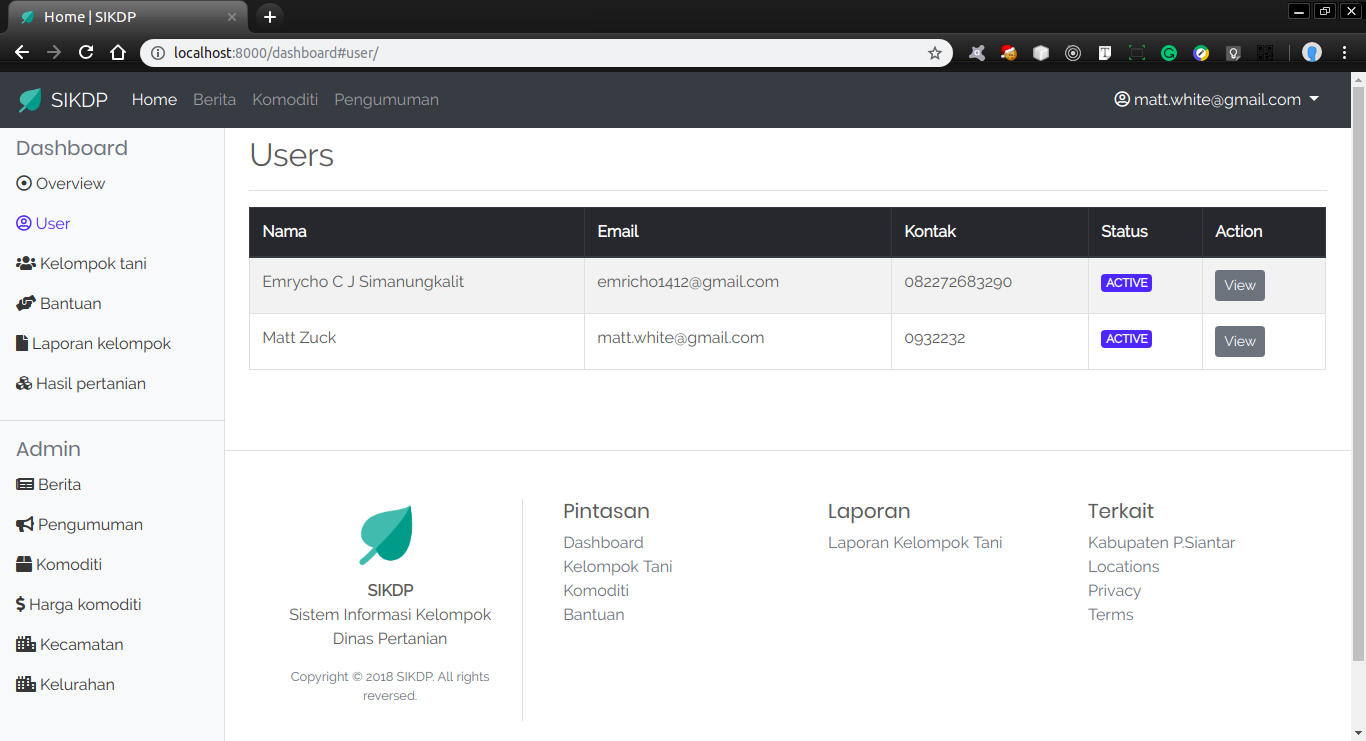 Home | SIKDP
localhost:8000/dashboard#user/
SIKDP Home Berita Komoditi Pengumuman matt.white@gmail.com
Dashboard
Overview
User
Kelompok tani
Bantuan
Laporan kelompok
Hasil pertanian
Admin
Berita
Pengumuman
Komoditi
Harga komoditi
Kecamatan
Kelurahan
Users
Nama Email Kontak Status Action
Emrycho C J Simanungkalit emricho1412@gmail.com 082272683290 ACTIVE View
Matt Zuck matt.white@gmail.com 0932232 ACTIVE View
SIKDP
Sistem Informasi Kelompok
Dinas Pertanian
Copyright © 2018 SIKDP. All rights
reversed.
Pintasan
Dashboard
Kelompok Tani
Komoditi
Bantuan
Laporan
Laporan Kelompok Tani
Terkait
Kabupaten P.Siantar
Locations
Privacy
Terms